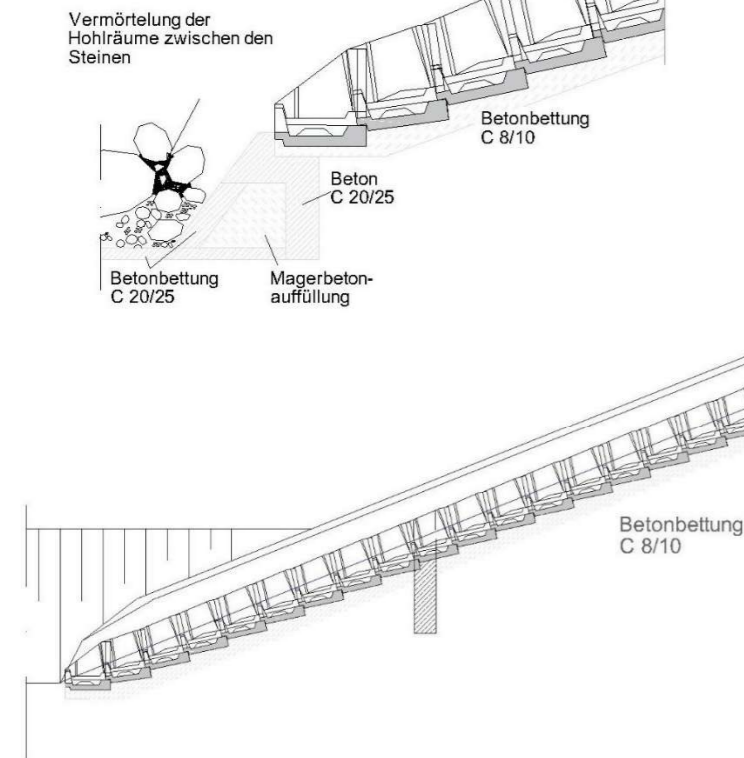 Vermörtelung der
Hohlräume zwischen den
Steinen
Betonbettung
C 8/10
Beton
C 20/25
Betonbettung
C 20/25
Magerbeton-
auffüllung
Betonbettung
C 8/10